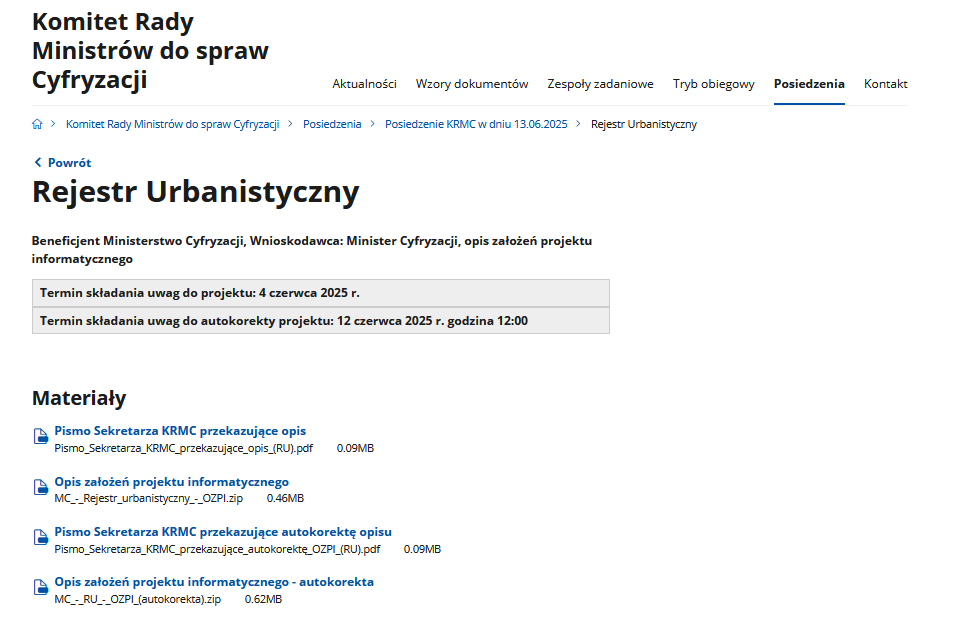 Komitet Rady
Ministrów do spraw
Cyfryzacji
Aktualności Wzory dokumentów Zespoły zadaniowe Tryb obiegowy Posiedzenia Kontakt
Komitet Rady Ministrów do spraw Cyfryzacji > Posiedzenia > Posiedzenie KRMC w dniu 13.06.2025 > Rejestr Urbanistyczny
Powrót
Rejestr Urbanistyczny
Beneficjent Ministerstwo Cyfryzacji, Wnioskodawca: Minister Cyfryzacji, opis założeń projektu
informatycznego
Termin składania uwag do projektu: 4 czerwca 2025 r.
Termin składania uwag do autokorekty projektu: 12 czerwca 2025 r. godzina 12:00
Materiały
Pismo Sekretarza KRMC przekazujące opis
Pismo_Sekretarza_KRMC_przekazujące_opis_(RU).pdf 0.09MB
Opis założeń projektu informatycznego
MC_-_Rejestr_urbanistyczny_-_OZPI.zip 0.46MB
Pismo Sekretarza KRMC przekazujące autokorektę opisu
Pismo_Sekretarza_KRMC_przekazujące_autokorektę_OZPI_(RU).pdf 0.09MB
Opis założeń projektu informatycznego - autokorekta
MC_-_RU_-_OZPI_(autokorekta).zip 0.62MB